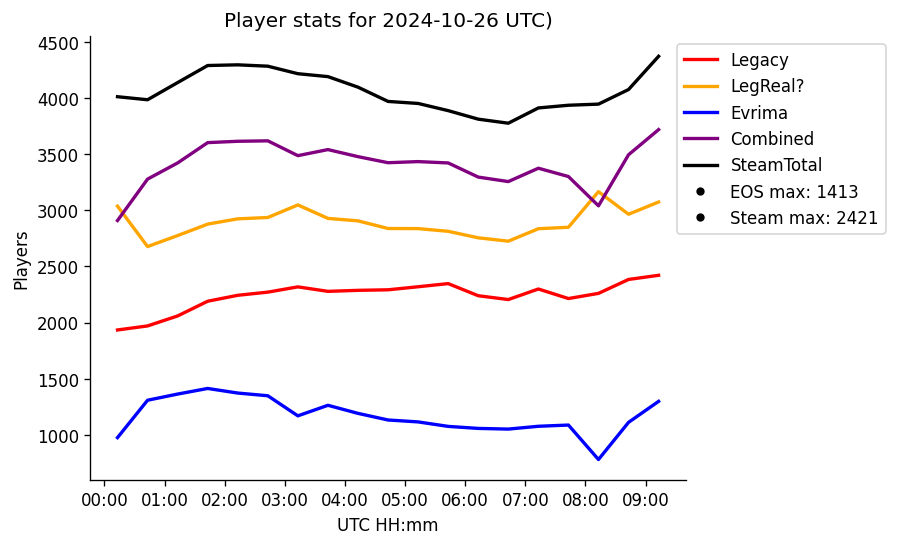 Player stats for 2024-10-26 UTC)
4500
4000
3500
3000
2500
2000
1500
1000
Players
00:00 01:00 02:00 03:00 04:00 05:00 06:00 07:00 08:00 09:00
UTC HH:mm
Legacy
LegReal?
Evrima
Combined
SteamTotal
EOS max: 1413
Steam max: 2421